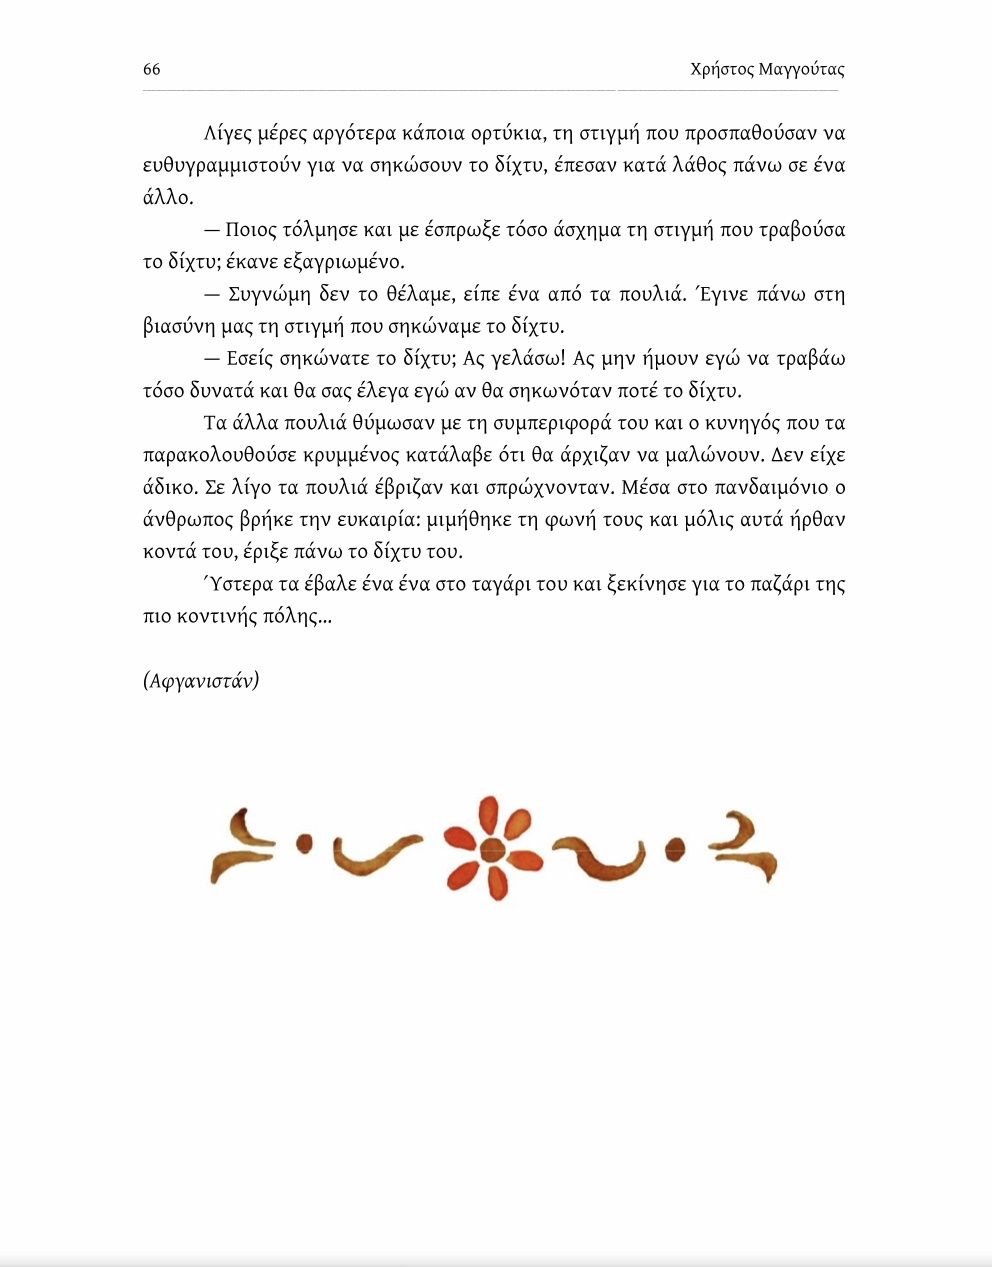 66 Χρήστος Μαγγούτας
Λίγες μέρες αργότερα κάποια ορτύκια, τη στιγμή που προσπαθούσαν να
ευθυγραμμιστούν για να σηκώσουν το δίχτυ, έπεσαν κατά λάθος πάνω σε ένα
άλλο.
— Ποιος τόλμησε και με έσπρωξε τόσο άσχημα τη στιγμή που τραβούσα
το δίχτυ; έκανε εξαγριωμένο.
— Συγνώμη δεν το θέλαμε, είπε ένα από τα πουλιά. Έγινε πάνω στη
βιασύνη μας τη στιγμή που σηκώναμε το δίχτυ.
— Εσείς σηκώνατε το δίχτυ; Ας γελάσω! Ας μην ήμουν εγώ να τραβάω
τόσο δυνατά και θα σας έλεγα εγώ αν θα σηκωνόταν ποτέ το δίχτυ.
Τα άλλα πουλιά θύμωσαν με τη συμπεριφορά του και ο κυνηγός που τα
παρακολουθούσε κρυμμένος κατάλαβε ότι θα άρχιζαν να μαλώνουν. Δεν είχε
άδικο. Σε λίγο τα πουλιά έβριζαν και σπρώχνονταν. Μέσα στο πανδαιμόνιο ο
άνθρωπος βρήκε την ευκαιρία: μιμήθηκε τη φωνή τους και μόλις αυτά ήρθαν
κοντά του, έριξε πάνω το δίχτυ του.
Ύστερα τα έβαλε ένα ένα στο ταγάρι του και ξεκίνησε για το παζάρι της
πιο κοντινής πόλης...
(Αφγανιστάν)